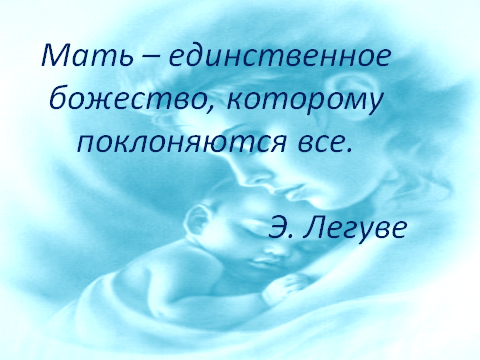 Мать – единственное
божество, которому
поклоняются все.
Э. Легуве